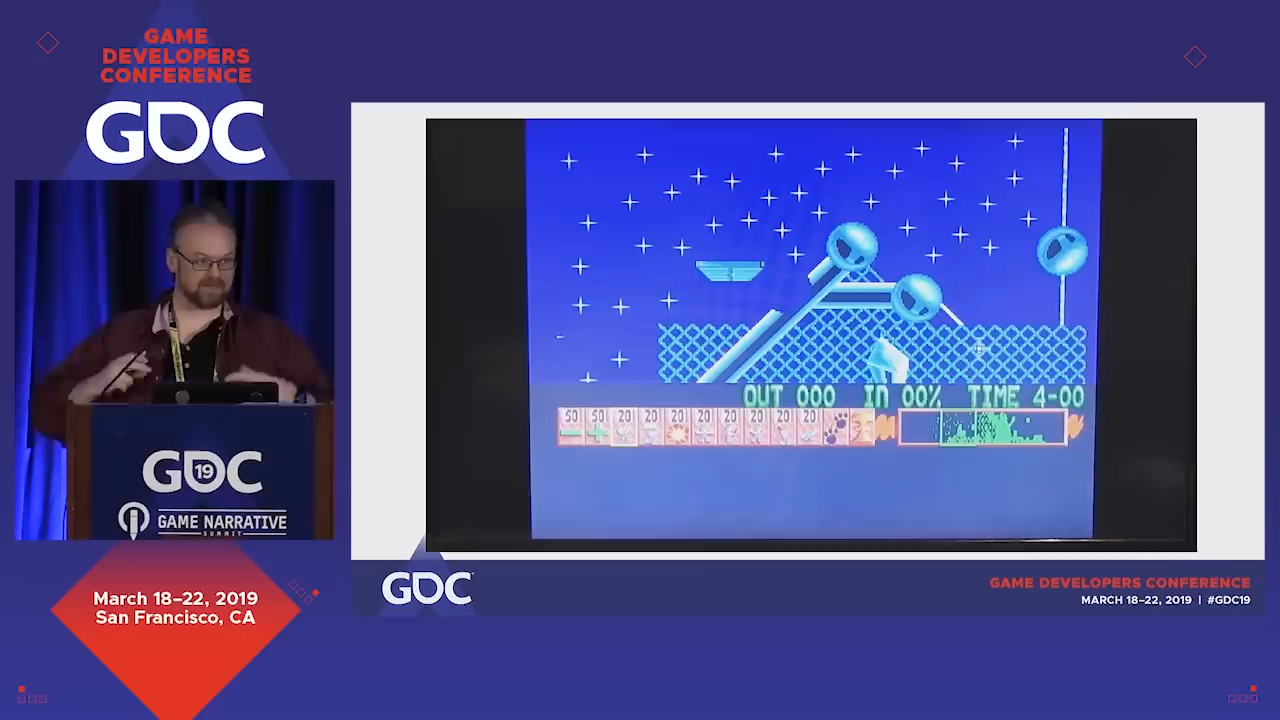 GAME
DEVELOPERS
CONFERENCE
GDC
GDC 19
GAME NARRATIVE
SUMMIT
March 18–22, 2019
San Francisco, CA
OUT 000 IN 00% TIME 4-00
50 50 20 20 20 20 20 20 20 20
GDC
GAME DEVELOPERS CONFERENCE
MARCH 18–22, 2019 | #GDC19